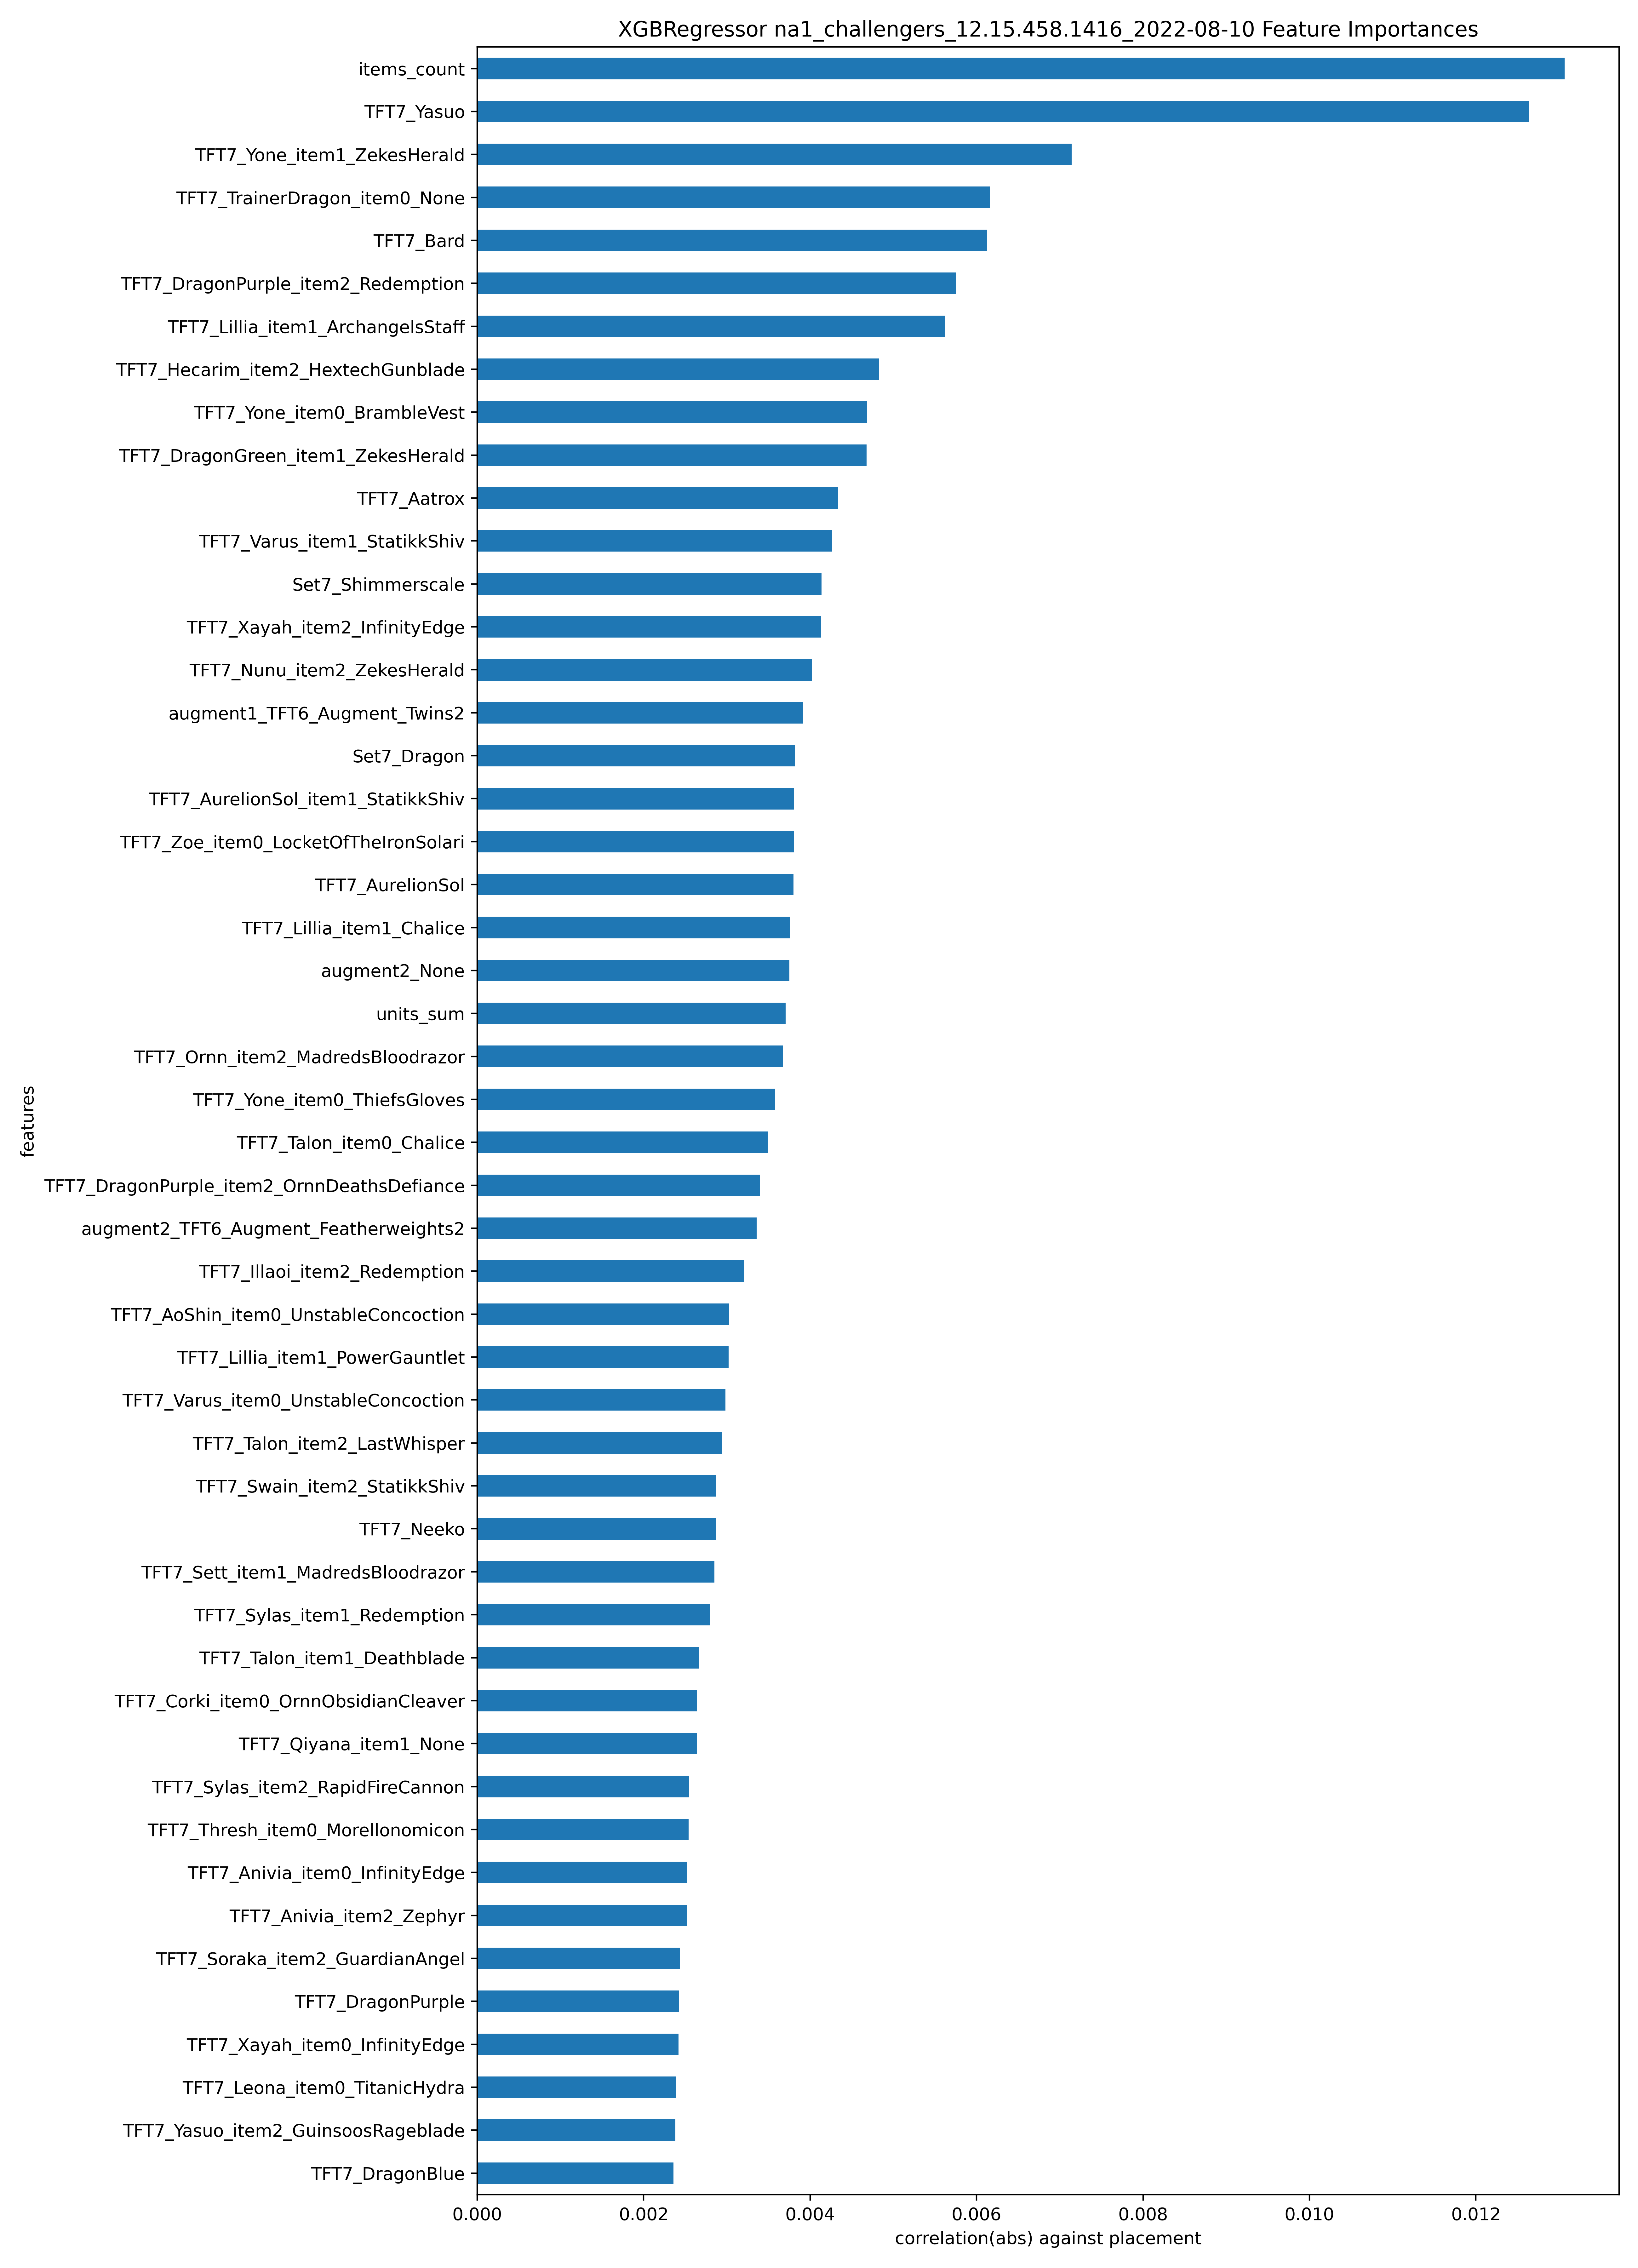 XGBRegressor na1_challengers_12.15.458.1416_2022-08-10 Feature Importances
items_count
TFT7_Yasuo
TFT7_Yone_item1_ZekesHerald
TFT7_TrainerDragon_item0_None
TFT7_Bard
TFT7_DragonPurple_item2_Redemption
TFT7_Lillia_item1_ArchangelsStaff
TFT7_Hecarim_item2_HextechGunblade
TFT7_Yone_item0_BrambleVest
TFT7_DragonGreen_item1_ZekesHerald
TFT7_Aatrox
TFT7_Varus_item1_StatikkShiv
Set7_Shimmerscale
TFT7_Xayah_item2_InfinityEdge
TFT7_Nunu_item2_ZekesHerald
augment1_TFT6_Augment_Twins2
Set7_Dragon
TFT7_AurelionSol_item1_StatikkShiv
TFT7_Zoe_item0_LocketOfTheIronSolari
TFT7_AurelionSol
TFT7_Lillia_item1_Chalice
augment2_None
units_sum
TFT7_Ornn_item2_MadredsBloodrazor
TFT7_Yone_item0_ThiefsGloves
TFT7_Talon_item0_Chalice
TFT7_DragonPurple_item2_OrnnDeathsDefiance
augment2_TFT6_Augment_Featherweights2
TFT7_Illaoi_item2_Redemption
TFT7_AoShin_item0_UnstableConcoction
TFT7_Lillia_item1_PowerGauntlet
TFT7_Varus_item0_UnstableConcoction
TFT7_Talon_item2_LastWhisper
TFT7_Swain_item2_StatikkShiv
TFT7_Neeko
TFT7_Sett_item1_MadredsBloodrazor
TFT7_Sylas_item1_Redemption
TFT7_Talon_item1_Deathblade
TFT7_Corki_item0_OrnnObsidianCleaver
TFT7_Qiyana_item1_None
TFT7_Sylas_item2_RapidFireCannon
TFT7_Thresh_item0_Morellonomicon
TFT7_Anivia_item0_InfinityEdge
TFT7_Anivia_item2_Zephyr
TFT7_Soraka_item2_GuardianAngel
TFT7_DragonPurple
TFT7_Xayah_item0_InfinityEdge
TFT7_Leona_item0_TitanicHydra
TFT7_Yasuo_item2_GuinsoosRageblade
TFT7_DragonBlue
features
0.000 0.002 0.004 0.006 0.008 0.010 0.012
correlation(abs) against placement